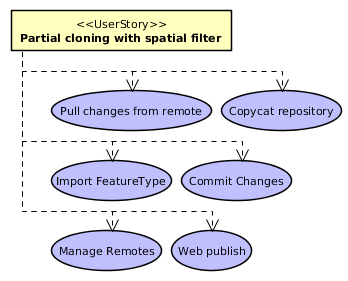 <<UserStory>>
Partial cloning with spatial filter
Pull changes from remote
Copycat repository
Import FeatureType
Commit Changes
Manage Remotes
Web publish